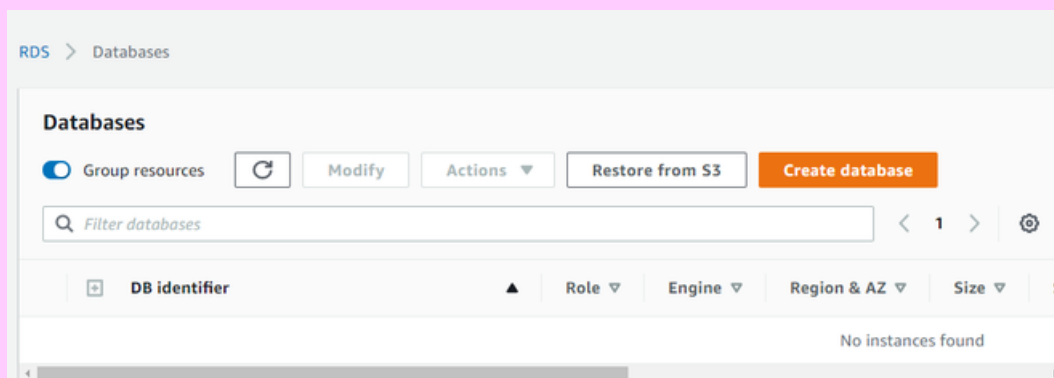 RDS > Databases
Databases
Group resources Modify Actions Restore from S3 Create database
Filter databases
1
DB identifier Role Engine Region & AZ Size
No instances found